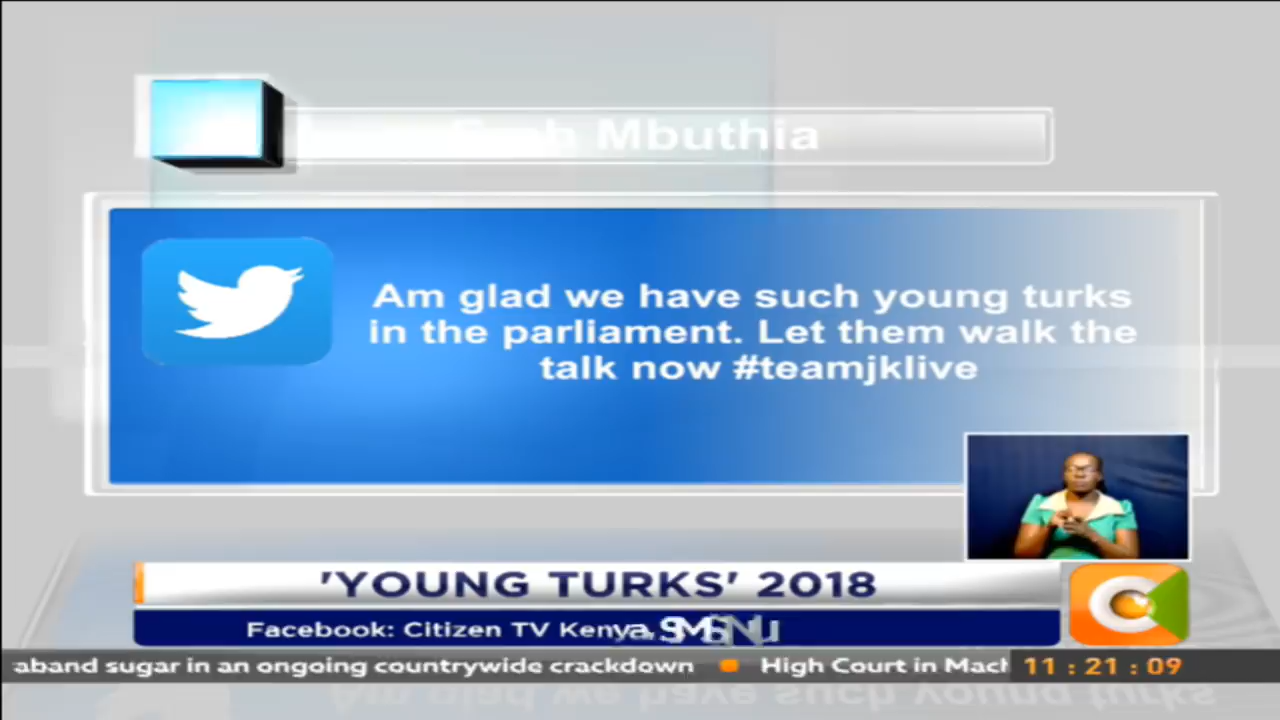 Mbuthia
Am glad we have such young turks
in the parliament. Let them walk the
talk now #teamjklive
'YOUNG TURKS' 2018
Facebook: Citizen TV Kenya,
aband sugar in an ongoing countrywide crackdown
High Court in Mach
11:21:09